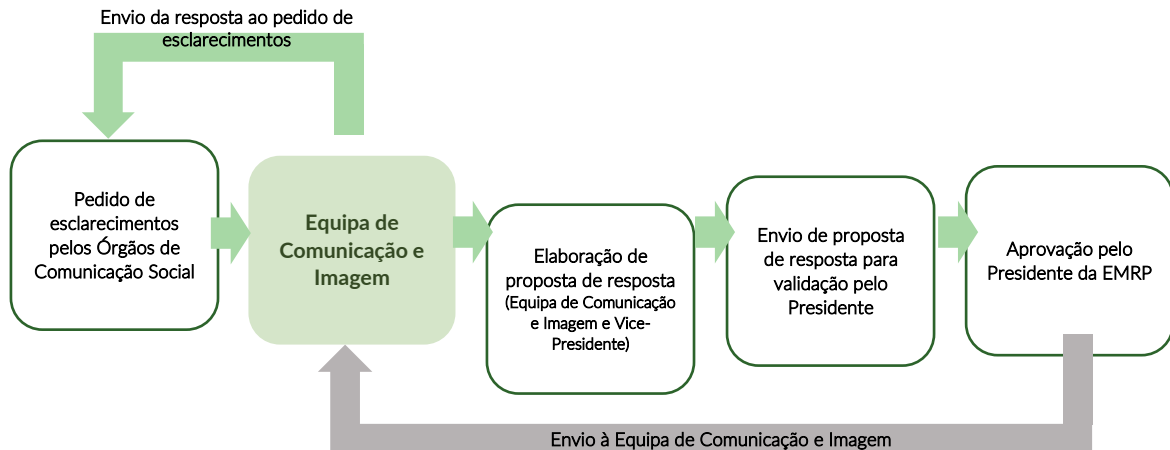 Envio da resposta ao pedido de
esclarecimentos
Pedido de
esclarecimentos
pelos Órgãos de
Comunicação Social
Equipa de
Comunicação e
Imagem
Elaboração de
proposta de resposta
(Equipa de Comunicação
e Imagem e Vice-
Presidente)
Envio de proposta
de resposta para
validação pelo
Presidente
Aprovação pelo
Presidente da EMRP
Envio à Equipa de Comunicação e Imagem